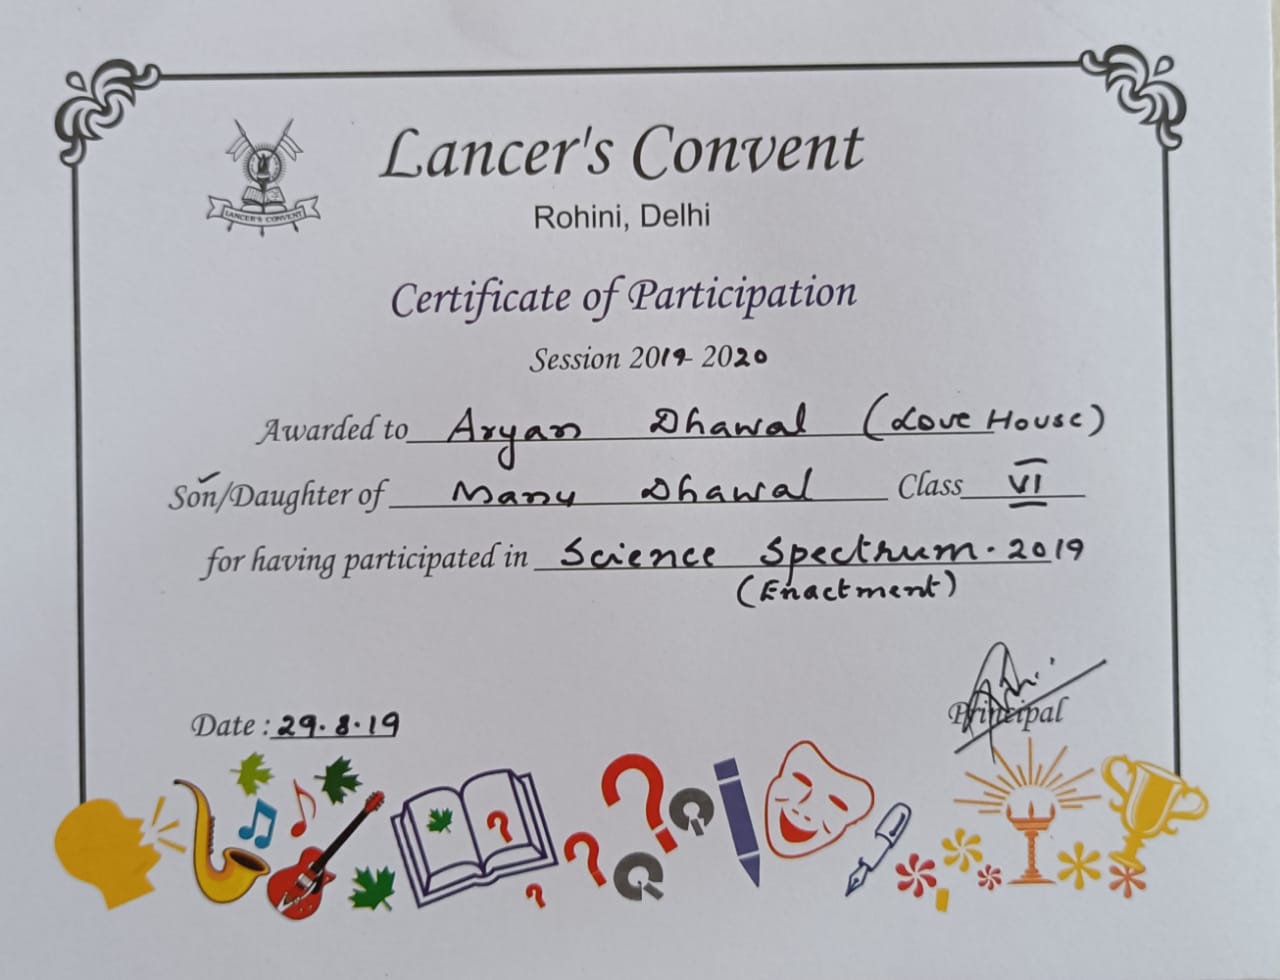 Lancer's Convent
LANCER'S CONVENT
Rohini, Delhi
Certificate of Participation
Session 2019-2020
Awarded to Aryan Dhawal (Love House)
Son/Daughter of Manu Dhawal Class VI
for having participated in Science Spectrum-2019
(Enactment)
Date : 29.8.19
Principal